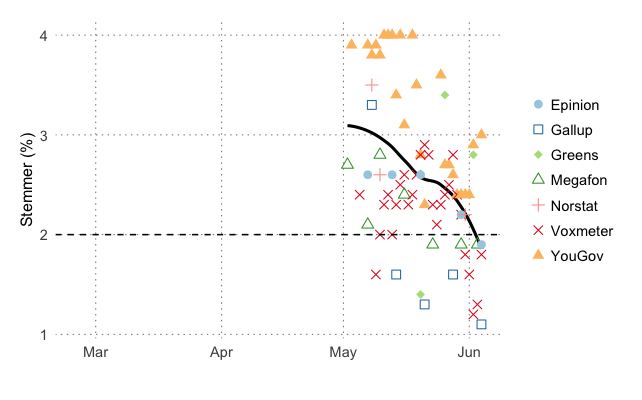 4
3
2
1
Stemmer (%)
Mar Apr May Jun
Epinion
Gallup
Greens
Megafon
Norstat
Voxmeter
YouGov